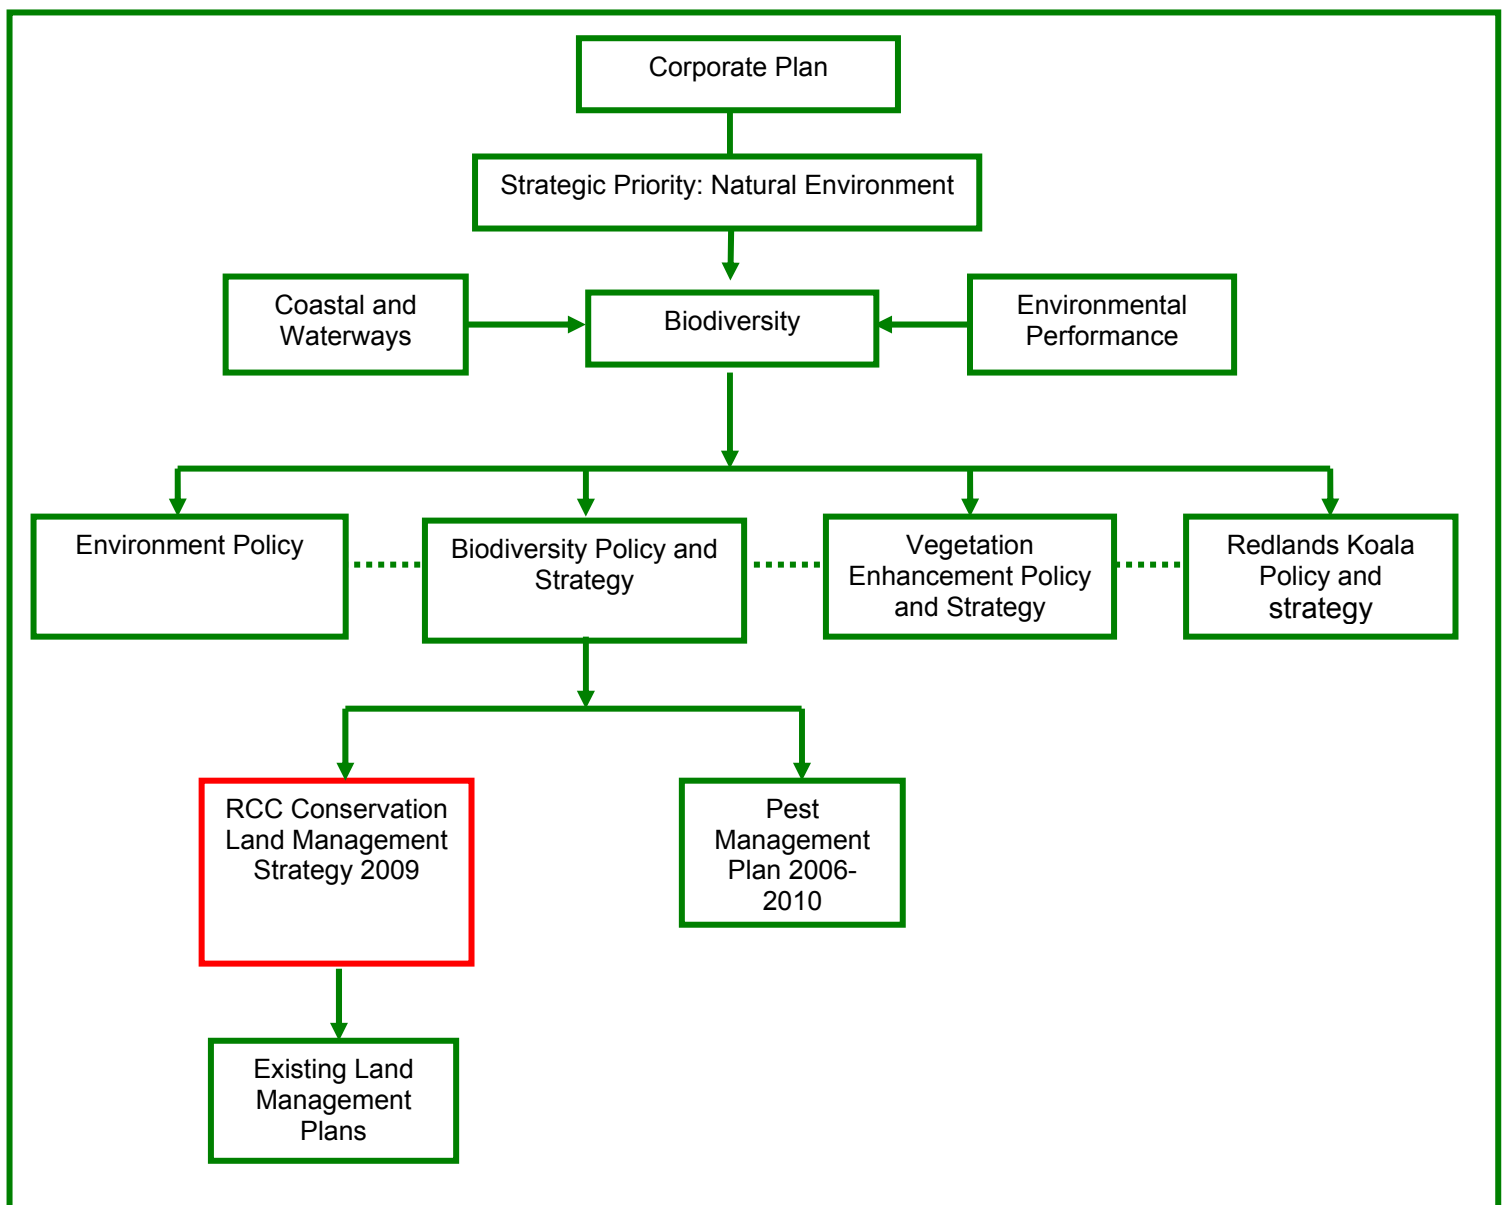 Corporate Plan
Strategic Priority: Natural Environment
Coastal and
Waterways
Biodiversity
Environmental
Performance
Environment Policy
Biodiversity Policy and
Strategy
Vegetation
Enhancement Policy
and Strategy
Redlands Koala
Policy and
strategy
RCC Conservation
Land Management
Strategy 2009
Pest
Management
Plan 2006-
2010
Existing Land
Management
Plans